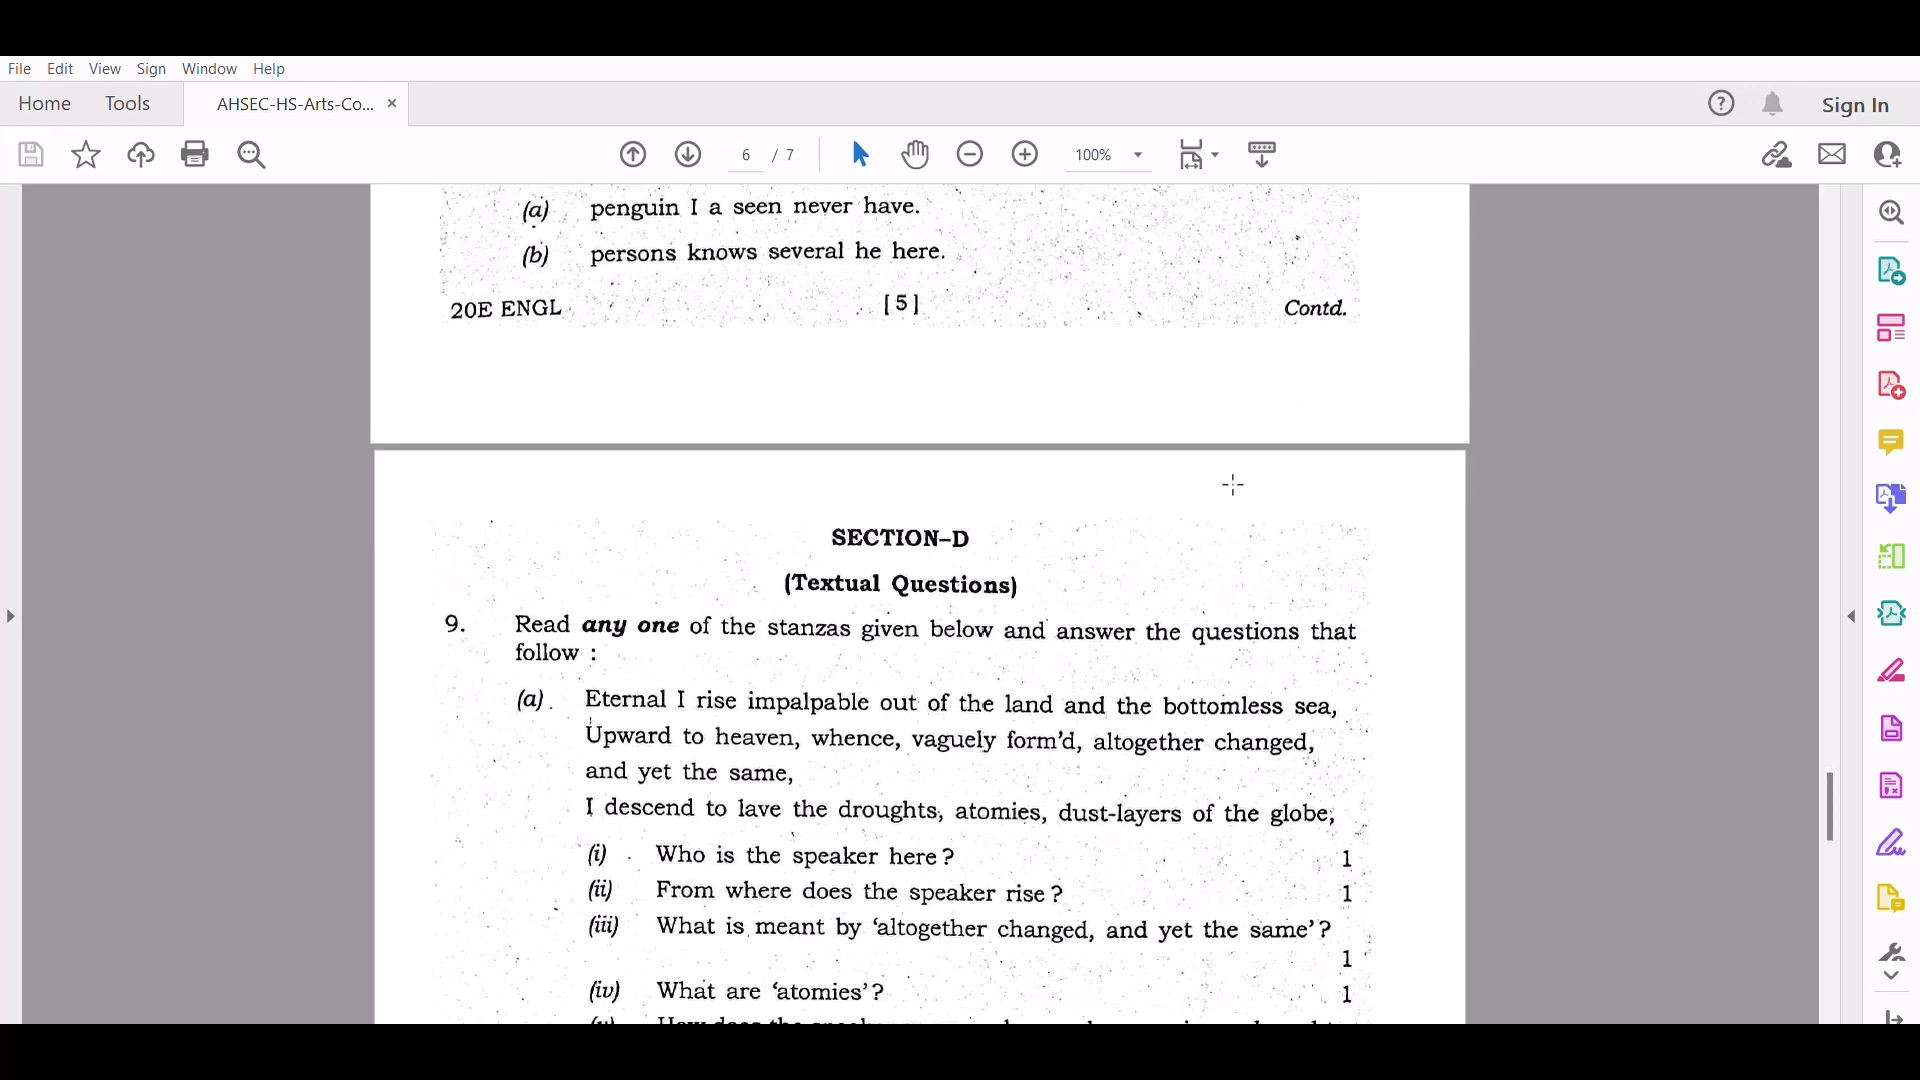 File Edit View Sign Window Help
Home Tools AHSEC-HS-Arts-Co... × Sign In
6 / 7 100%
(a) penguin I a seen never have.
(b) persons knows several he here.
20E ENGL [5] Contd.
SECTION–D
(Textual Questions)
9. Read any one of the stanzas given below and answer the questions that
follow :
(a) Eternal I rise impalpable out of the land and the bottomless sea,
Upward to heaven, whence, vaguely form'd, altogether changed,
and yet the same,
I descend to lave the droughts, atomies, dust-layers of the globe;
(i) Who is the speaker here? 1
(ii) From where does the speaker rise? 1
(iii) What is meant by 'altogether changed, and yet the same'?
1
(iv) What are 'atomies'? 1